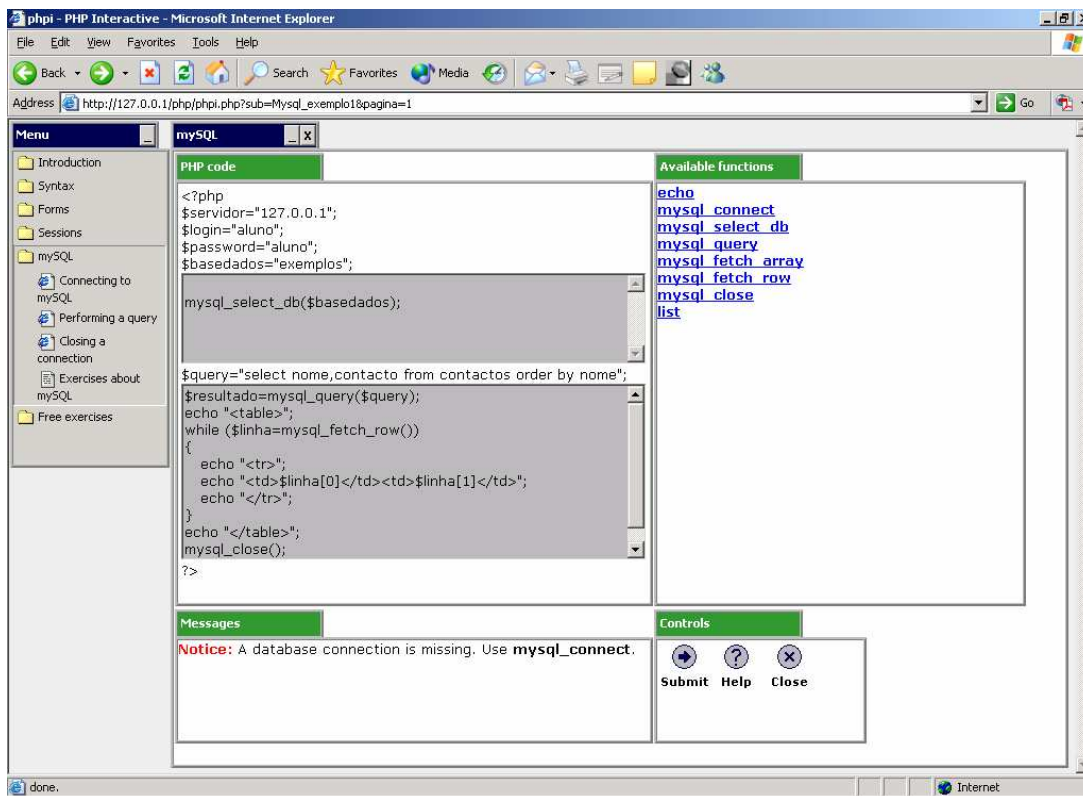 phpi - PHP Interactive - Microsoft Internet Explorer
File Edit View Favorites Tools Help
Back Search Favorites Media
Address http://127.0.0.1/php/phpi.php?sub=Mysql_exemplo1&pagina=1 Go
Menu _
Introduction
Syntax
Forms
Sessions
mySQL
Connecting to
mySQL
Performing a query
Closing a
connection
Exercises about
mySQL
Free exercises
mySQL _ x
PHP code
<?php
$servidor="127.0.0.1";
$login="aluno";
$password="aluno";
$basedados="exemplos";
mysql_select_db($basedados);
$query="select nome,contacto from contactos order by nome";
$resultado=mysql_query($query);
echo "<table>";
while ($linha=mysql_fetch_row())
{
echo "<tr>";
echo "<td>$linha[0]</td><td>$linha[1]</td>";
echo "</tr>";
}
echo "</table>";
mysql_close();
?>
Available functions
echo
mysql_connect
mysql_select_db
mysql_query
mysql_fetch_array
mysql_fetch_row
mysql_close
list
Messages
Notice: A database connection is missing. Use mysql_connect.
Controls
Submit Help Close
done. Internet